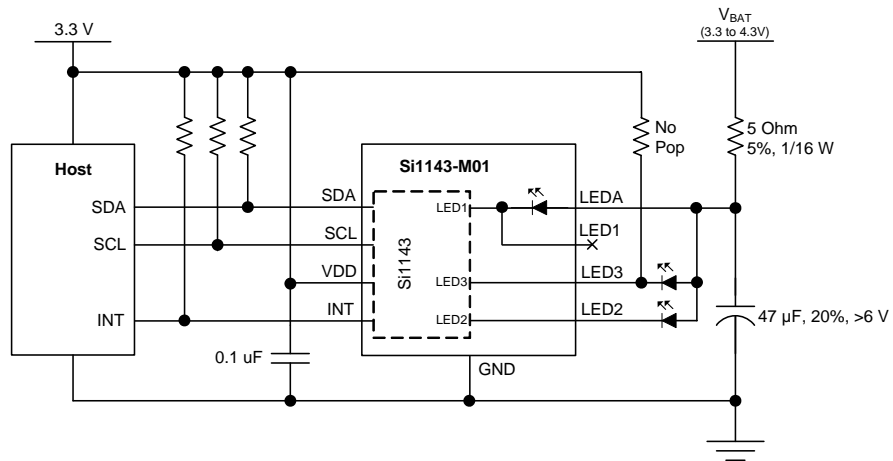 3.3 V
V_BAT
(3.3 to 4.3V)
No
Pop
5 Ohm
5%, 1/16 W
Host
Si1143-M01
SDA
SDA
LED1
LEDA
SCL
SCL
LED1
Si1143
VDD
LED3
LED3
INT
INT
LED2
LED2
47 µF, 20%, >6 V
0.1 uF
GND